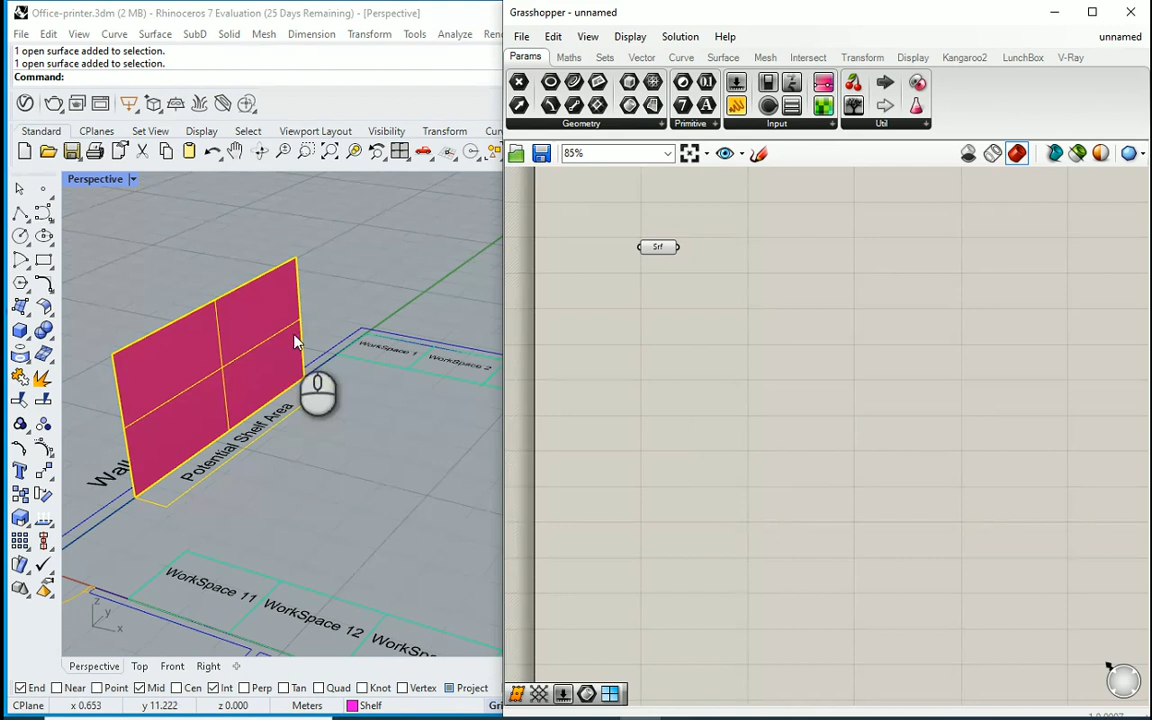 Office-printer.3dm (2 MB) - Rhinoceros 7 Evaluation (25 Days Remaining) - [Perspective]
File Edit View Curve Surface SubD Solid Mesh Dimension Transform Tools Analyze
1 open surface added to selection.
1 open surface added to selection.
Command:
Standard CPlanes Set View Display Select Viewport Layout Visibility Transform
Perspective
Potential Shelf Area
WorkSpace 1
WorkSpace 2
WorkSpace 11
WorkSpace 12
z
y
x
Perspective Top Front Right
End Near Point Mid Cen Int Perp Tan Quad Knot Vertex Project
CPlane x 0.653 y 11.222 z 0.000 Meters Shelf
Grasshopper - unnamed
File Edit View Display Solution Help unnamed
Params Maths Sets Vector Curve Surface Mesh Intersect Transform Display Kangaroo2 LunchBox V-Ray
Geometry Primitive Input Util
85%
Srf